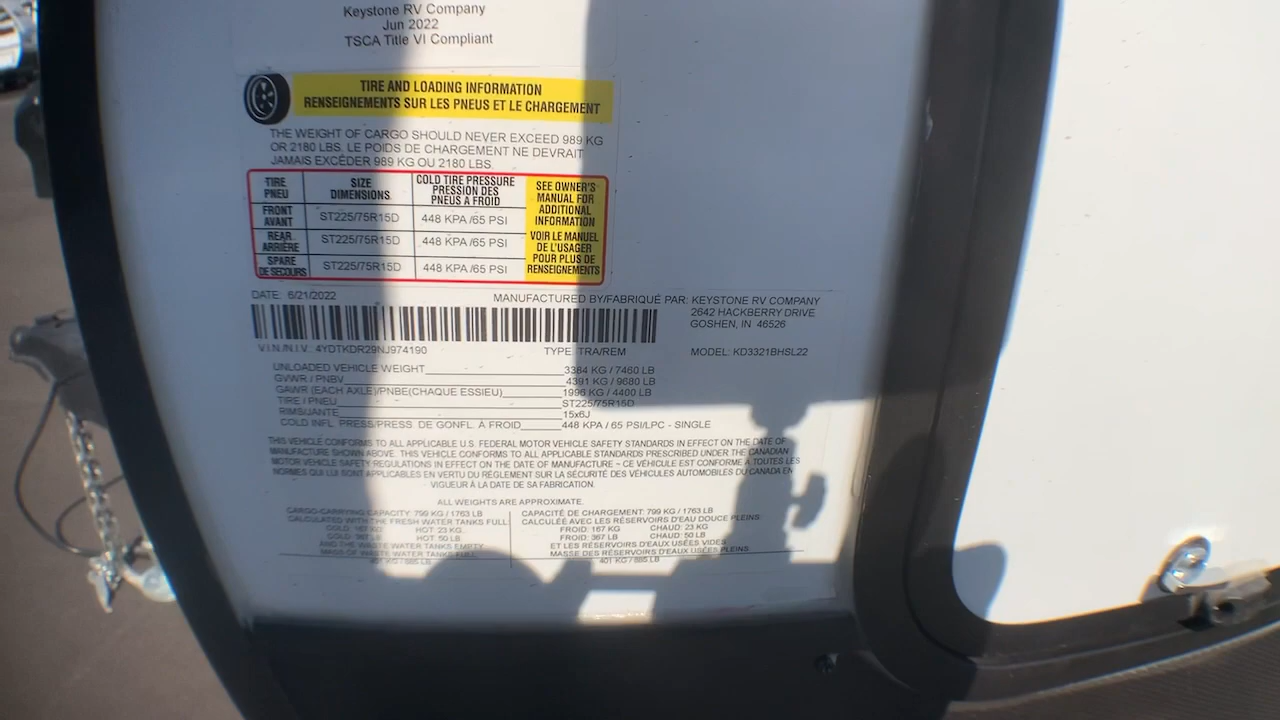 Keystone RV Company
Jun 2022
TSCA Title VI Compliant
TIRE AND LOADING INFORMATION
RENSEIGNEMENTS SUR LES PNEUS ET LE CHARGEMENT
THE WEIGHT OF CARGO SHOULD NEVER EXCEED 989 KG
OR 2180 LBS. LE POIDS DE CHARGEMENT NE DEVRAIT
JAMAIS EXCÉDER 989 KG OU 2180 LBS.
TIRE PNEU SIZE DIMENSIONS COLD TIRE PRESSURE PRESSION DES PNEUS A FROID
FRONT AVANT ST225/75R15D 448 KPA /65 PSI
REAR ARRIÈRE ST225/75R15D 448 KPA /65 PSI
SPARE DE SECOURS ST225/75R15D 448 KPA /65 PSI
SEE OWNER'S
MANUAL FOR
ADDITIONAL
INFORMATION
VOIR LE MANUEL
DE L'USAGER
POUR PLUS DE
RENSEIGNEMENTS
DATE: 6/21/2022 MANUFACTURED BY/FABRIQUÉ PAR: KEYSTONE RV COMPANY
2642 HACKBERRY DRIVE
GOSHEN, IN 46526
V.I.N./N.I.V.: 4YDTKDR29NJ974190 TYPE: TRA/REM MODEL: KD3321BHSL22
UNLOADED VEHICLE WEIGHT 3384 KG / 7460 LB
GVWR / PNBV 4391 KG / 9680 LB
GAWR (EACH AXLE)/PNBE(CHAQUE ESSIEU) 1996 KG / 4400 LB
TIRE / PNEU ST225/75R15D
RIMS/JANTE 15x6J
COLD INFL. PRESS/PRESS. DE GONFL. A FROID 448 KPA / 65 PSI/LPC - SINGLE
THIS VEHICLE CONFORMS TO ALL APPLICABLE U.S. FEDERAL MOTOR VEHICLE SAFETY STANDARDS IN EFFECT ON THE DATE OF
MANUFACTURE SHOWN ABOVE. THIS VEHICLE CONFORMS TO ALL APPLICABLE STANDARDS PRESCRIBED UNDER THE CANADIAN
MOTOR VEHICLE SAFETY REGULATIONS IN EFFECT ON THE DATE OF MANUFACTURE ~ CE VÉHICULE EST CONFORME A TOUTES LES
NORMES QUI LUI SONT APPLICABLES EN VERTU DU RÈGLEMENT SUR LA SÉCURITÉ DES VÉHICULES AUTOMOBILES DU CANADA EN
VIGUEUR À LA DATE DE SA FABRICATION.
ALL WEIGHTS ARE APPROXIMATE.
CARGO-CARRYING CAPACITY: 799 KG / 1763 LB
CALCULATED WITH THE FRESH WATER TANKS FULL:
COLD: 167 KG HOT: 23 KG
COLD: 367 LB HOT: 50 LB
AND THE WASTE WATER TANKS EMPTY
MASS OF WASTE WATER TANKS FULL
401 KG / 885 LB
CAPACITÉ DE CHARGEMENT: 799 KG / 1763 LB
CALCULÉE AVEC LES RÉSERVOIRS D'EAU DOUCE PLEINS:
FROID: 167 KG CHAUD: 23 KG
FROID: 367 LB CHAUD: 50 LB
ET LES RÉSERVOIRS D'EAUX USÉES VIDES
MASSE DES RÉSERVOIRS D'EAUX USÉES PLEINS
401 KG / 885 LB